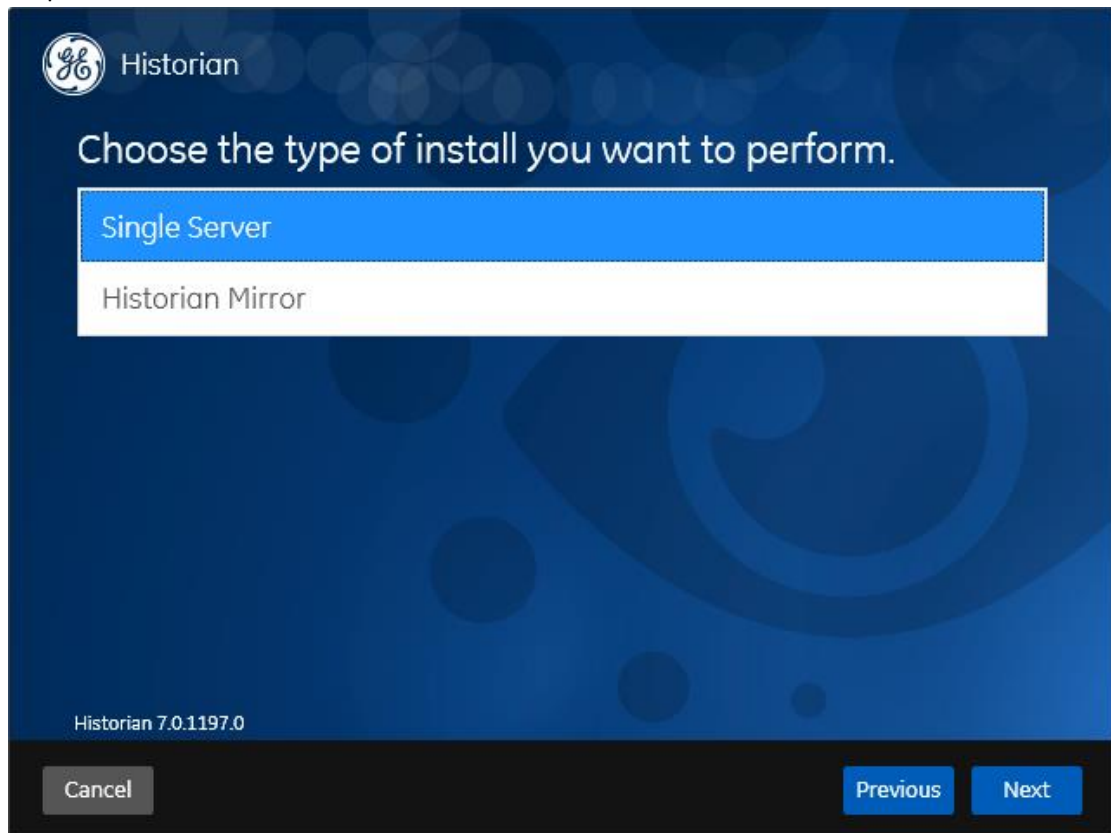 Historian
Choose the type of install you want to perform.
Single Server
Historian Mirror
Historian 7.0.1197.0
Cancel
Previous
Next